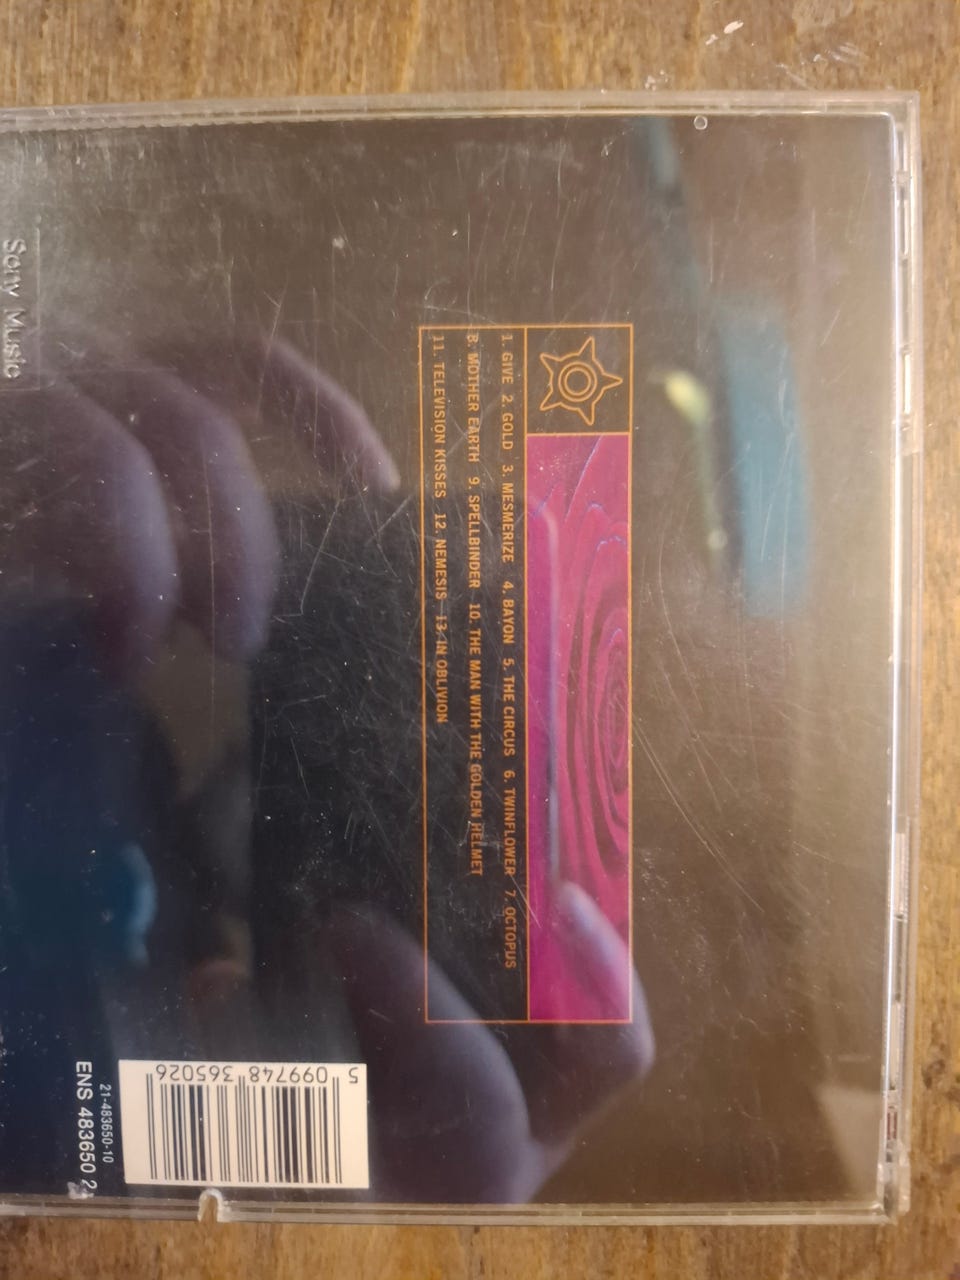 1. GIVE 2. GOLD 3. MESMERIZE 4. BAYON 5. THE CIRCUS 6. TWINFLOWER 7. OCTOPUS
8. MOTHER EARTH 9. SPELLBINDER 10. THE MAN WITH THE GOLDEN HELMET
11. TELEVISION KISSES 12. NEMESIS 13. IN OBLIVION
Sony Music
5 099748 365026
21-483650-10
ENS 483650 2